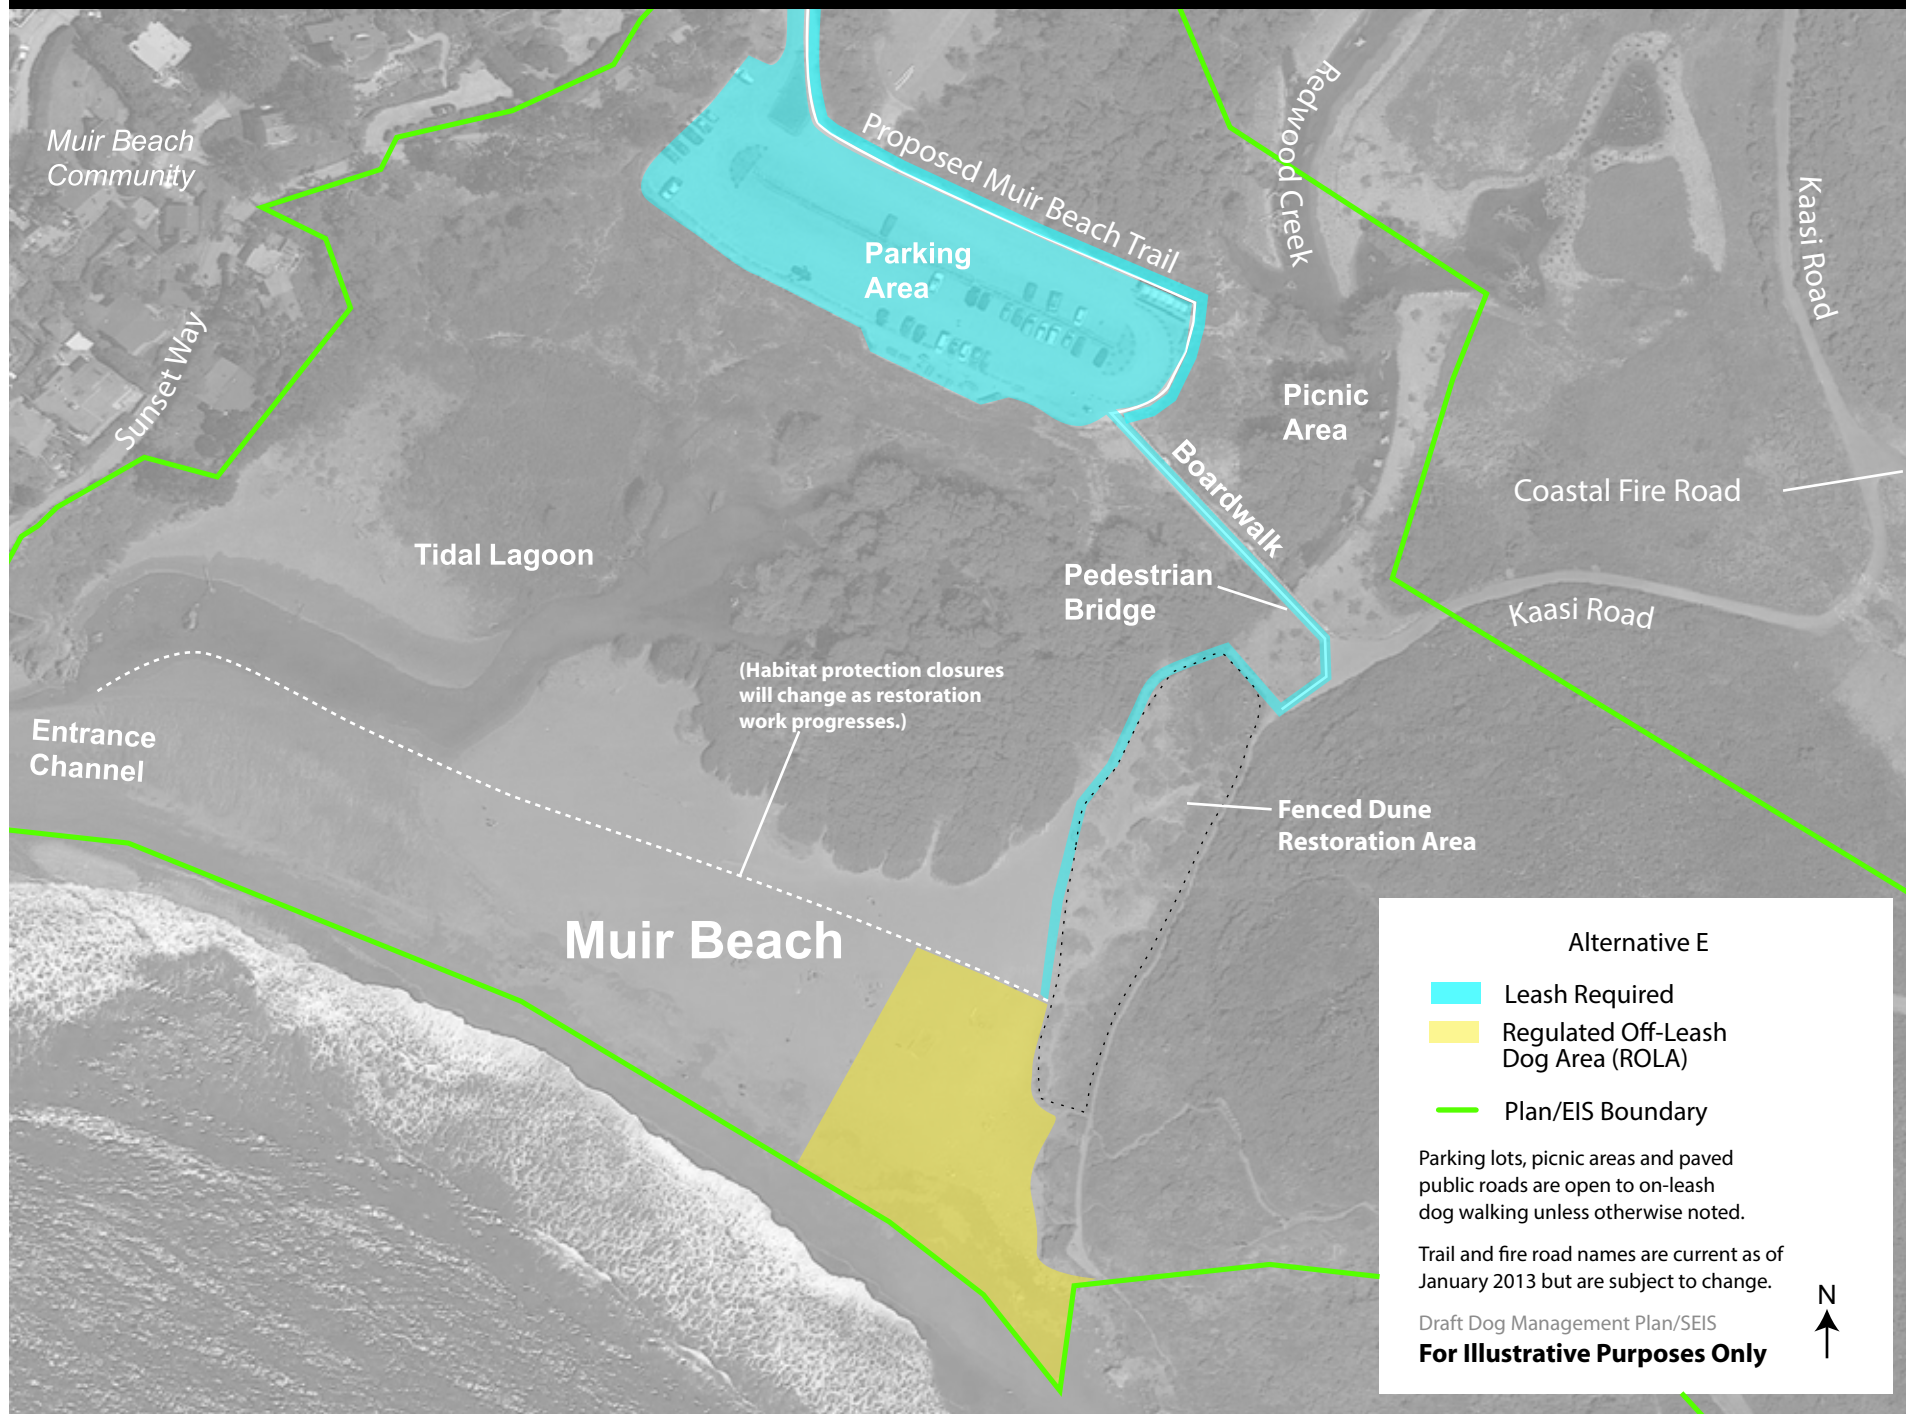 Muir Beach
Community
Sunset Way
Proposed Muir Beach Trail
Redwood Creek
Kaasi Road
Parking
Area
Picnic
Area
Boardwalk
Coastal Fire Road
Tidal Lagoon
Pedestrian
Bridge
Kaasi Road
(Habitat protection closures
will change as restoration
work progresses.)
Entrance
Channel
Fenced Dune
Restoration Area
Muir Beach
Alternative E
Leash Required
Regulated Off-Leash
Dog Area (ROLA)
Plan/EIS Boundary
Parking lots, picnic areas and paved
public roads are open to on-leash
dog walking unless otherwise noted.
Trail and fire road names are current as of
January 2013 but are subject to change.
N
Draft Dog Management Plan/SEIS
For Illustrative Purposes Only